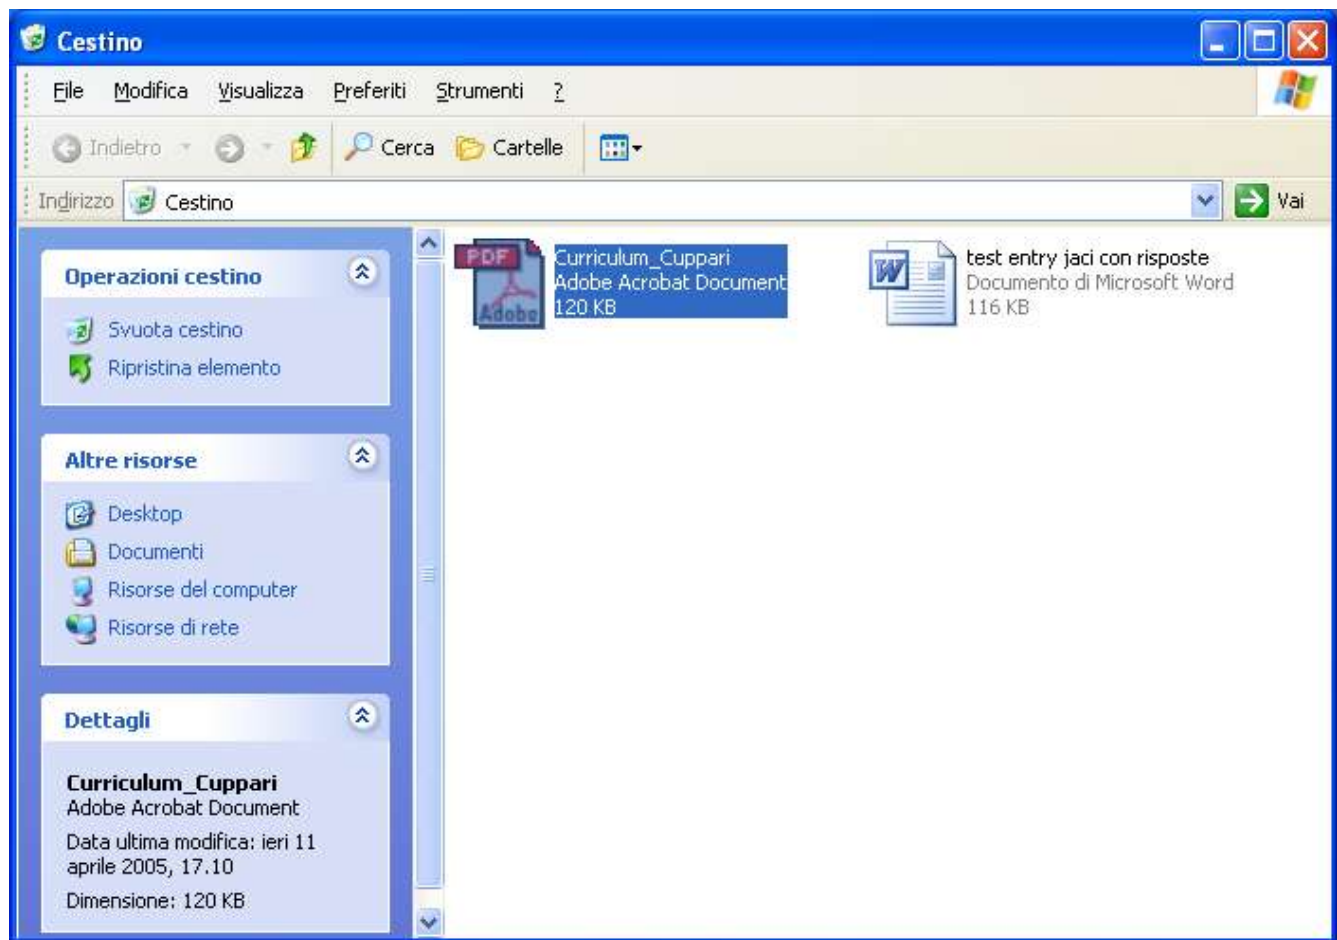 Cestino
File Modifica Visualizza Preferiti Strumenti ?
Indietro Cerca Cartelle
Indirizzo Cestino Vai
Operazioni cestino
Svuota cestino
Ripristina elemento
Altre risorse
Desktop
Documenti
Risorse del computer
Risorse di rete
Dettagli
Curriculum_Cuppari
Adobe Acrobat Document
Data ultima modifica: ieri 11
aprile 2005, 17.10
Dimensione: 120 KB
PDF
Adobe
Curriculum_Cuppari
Adobe Acrobat Document
120 KB
W
test entry jaci con risposte
Documento di Microsoft Word
116 KB